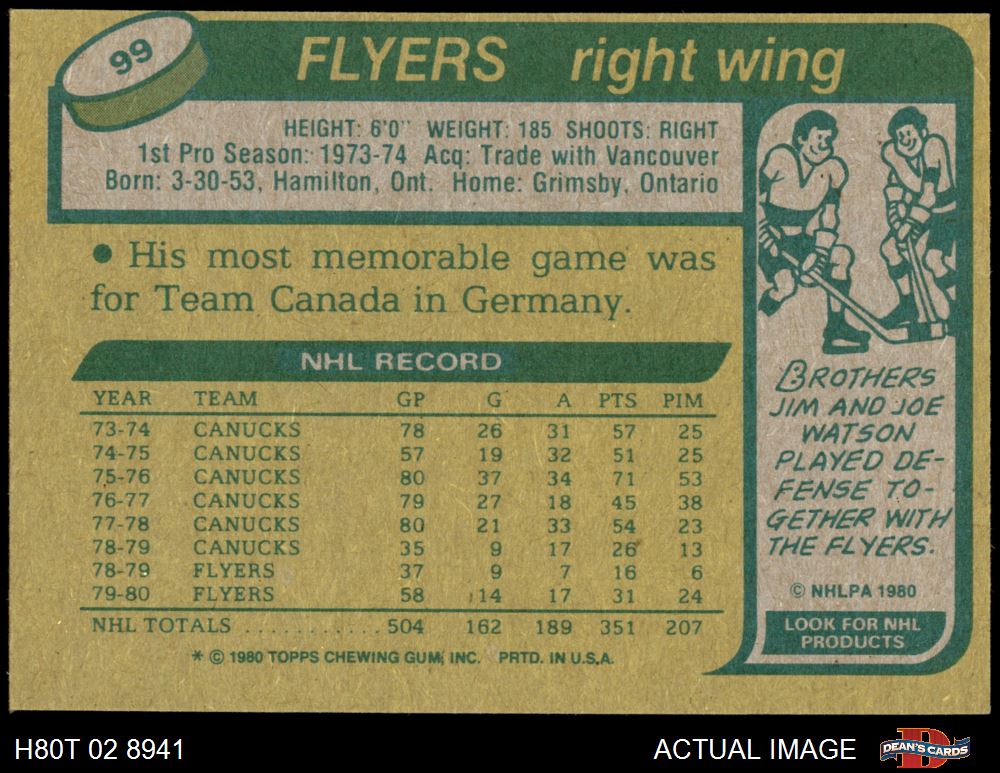 99
FLYERS right wing
HEIGHT: 6'0" WEIGHT: 185 SHOOTS: RIGHT
1st Pro Season: 1973-74 Acq: Trade with Vancouver
Born: 3-30-53, Hamilton, Ont. Home: Grimsby, Ontario
• His most memorable game was
for Team Canada in Germany.
NHL RECORD
YEAR TEAM GP G A PTS PIM
73-74 CANUCKS 78 26 31 57 25
74-75 CANUCKS 57 19 32 51 25
75-76 CANUCKS 80 37 34 71 53
76-77 CANUCKS 79 27 18 45 38
77-78 CANUCKS 80 21 33 54 23
78-79 CANUCKS 35 9 17 26 13
78-79 FLYERS 37 9 7 16 6
79-80 FLYERS 58 14 17 31 24
NHL TOTALS ........... 504 162 189 351 207
* © 1980 TOPPS CHEWING GUM, INC. PRTD. IN U.S.A.
BROTHERS
JIM AND JOE
WATSON
PLAYED DE-
FENSE TO-
GETHER WITH
THE FLYERS.
© NHLPA 1980
LOOK FOR NHL
PRODUCTS
H80T 02 8941
ACTUAL IMAGE
DEAN'S CARDS